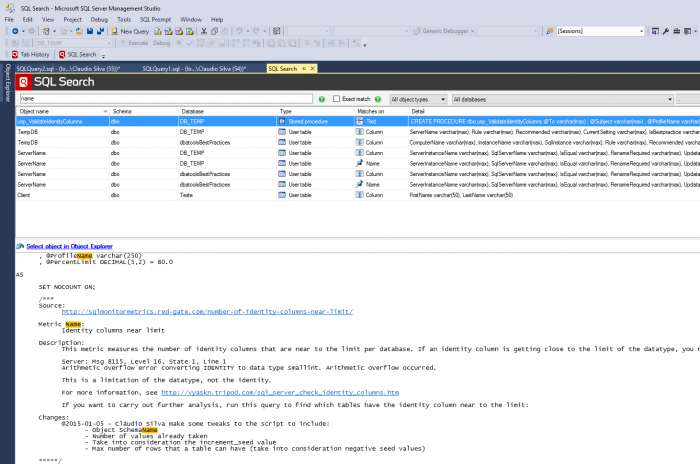 SQL Search - Microsoft SQL Server Management Studio
File Edit View Project Debug Tools SQL Prompt Window Help
New Query
Generic Debugger
[Sessions]
DB_TEMP
Execute Debug
Tab History SQL Search
Object Explorer
SQLQuery2.sql - (lo...\Claudio Silva (55))* SQLQuery1.sql - (lo...\Claudio Silva (54))* SQL Search
SQL Search
name Exact match All object types All databases
Object name Schema Database Type Matches on Detail
usp_ValidateIdentityColumns dbo DB_TEMP Stored procedure Text CREATE PROCEDURE dbo.usp_ValidateIdentityColumns @To varchar(max) , @Subject varchar(max) , @ProfileName
TempDB dbo DB_TEMP User table Column ServerName varchar(max), Rule varchar(max), Recommended varchar(max), CurrentSetting varchar(max), IsBestpractice varchar(
TempDB dbo dbatoolsBestPractices User table Column ComputerName varchar(max), InstanceName varchar(max), SqlInstance varchar(max), Rule varchar(max), Recommended varchar(
ServerName dbo DB_TEMP User table Column ServerInstanceName varchar(max), SqlServerName varchar(max), IsEqual varchar(max), RenameRequired varchar(max), Updata
ServerName dbo DB_TEMP User table Name ServerInstanceName varchar(max), SqlServerName varchar(max), IsEqual varchar(max), RenameRequired varchar(max), Updata
ServerName dbo dbatoolsBestPractices User table Column ServerInstanceName varchar(max), SqlServerName varchar(max), IsEqual varchar(max), RenameRequired varchar(max), Updata
ServerName dbo dbatoolsBestPractices User table Name ServerInstanceName varchar(max), SqlServerName varchar(max), IsEqual varchar(max), RenameRequired varchar(max), Updata
Client dbo Teste User table Column FirstName varchar(50), LastName varchar(50)
Select object in Object Explorer
, @ProfileName varchar(250)
, @PercentLimit DECIMAL(5,2) = 80.0
AS
SET NOCOUNT ON;
/***
Source:
http://sqlmonitormetrics.red-gate.com/number-of-identity-columns-near-limit/
Metric Name:
Identity columns near limit
Description:
This metric measures the number of identity columns that are near to the limit per database. If an identity column is getting close to the limit of the datatype, you n
Server: Msg 8115, Level 16, State 1, Line 1
Arithmetic overflow error converting IDENTITY to data type smallint. Arithmetic overflow occurred.
This is a limitation of the datatype, not the identity.
For more information, see http://vyaskn.tripod.com/sql_server_check_identity_columns.htm
If you want to carry out further analysis, run this query to find which tables have the identity column near to the limit:
Changes:
@2015-01-05 - Cláudio Silva make some tweaks to the script to include:
- Object SchemaName
- Number of values already taken
- Take into consideration the increment_seed value
- Max number of rows that a table can have (take into consideration negative seed values)
*****/